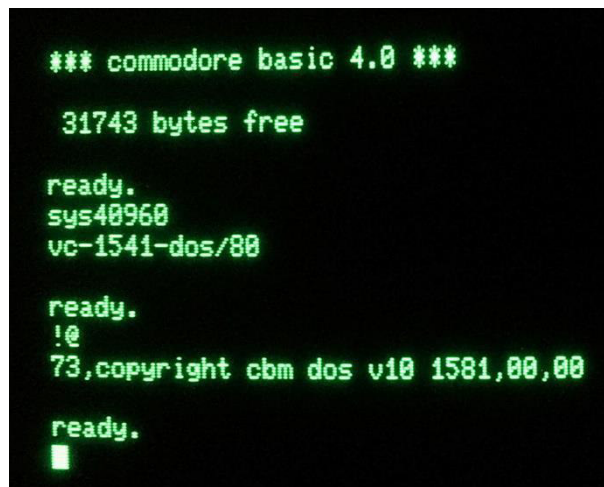 *** commodore basic 4.0 ***
31743 bytes free
ready.
sys40960
vc-1541-dos/80
ready.
!@
73,copyright cbm dos v10 1581,00,00
ready.